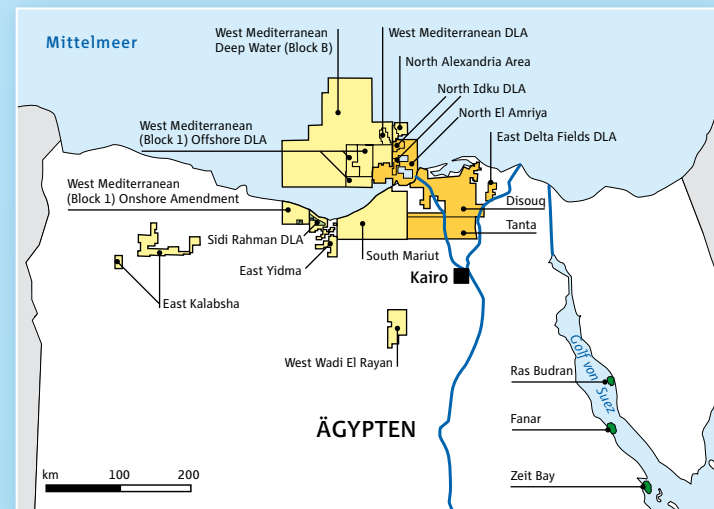 Mittelmeer
West Mediterranean
Deep Water (Block B)
West Mediterranean DLA
North Alexandria Area
North Idku DLA
North El Amriya
West Mediterranean
(Block 1) Offshore DLA
East Delta Fields DLA
West Mediterranean
(Block 1) Onshore Amendment
Disouq
Sidi Rahman DLA
Tanta
East Yidma
South Mariut
Kairo
East Kalabsha
West Wadi El Rayan
Golf von
Suez
Ras Budran
ÄGYPTEN
Fanar
Zeit Bay
km 100 200